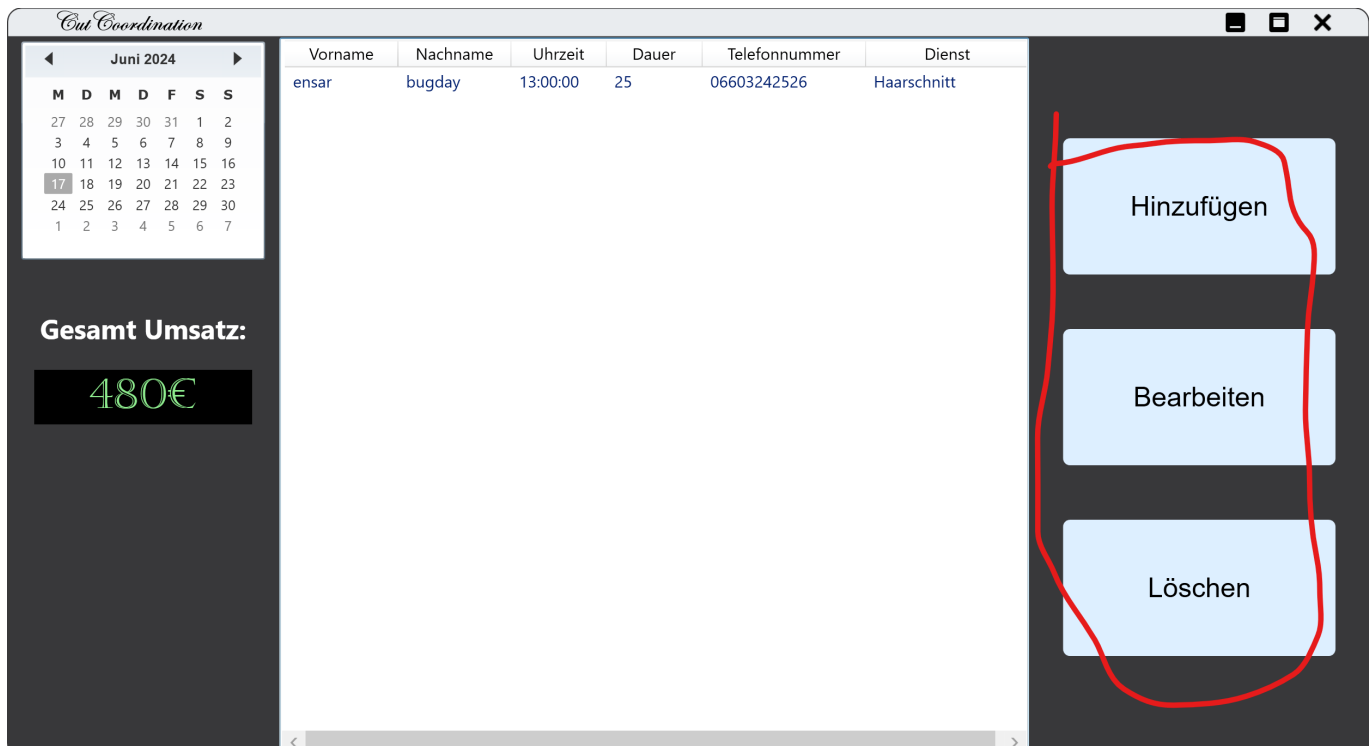 Cut Coordination
Juni 2024
M D M D F S S
27 28 29 30 31 1 2
3 4 5 6 7 8 9
10 11 12 13 14 15 16
17 18 19 20 21 22 23
24 25 26 27 28 29 30
1 2 3 4 5 6 7
Gesamt Umsatz:
480€
Vorname Nachname Uhrzeit Dauer Telefonnummer Dienst
ensar bugday 13:00:00 25 06603242526 Haarschnitt
Hinzufügen
Bearbeiten
Löschen